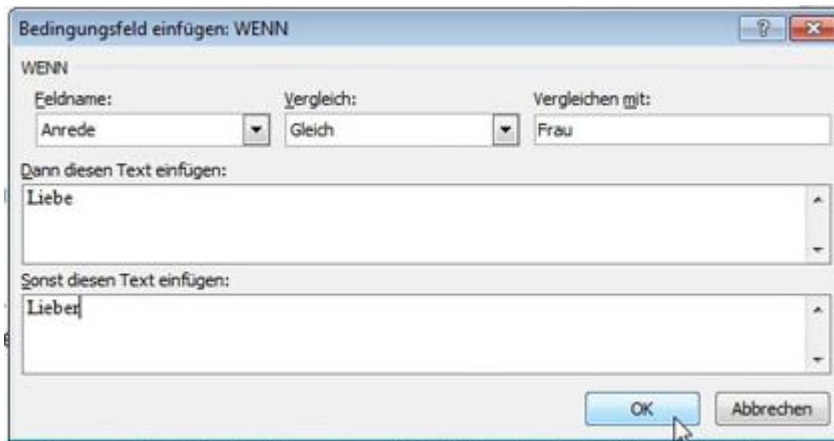 Bedingungsfeld einfügen: WENN
WENN
Feldname: Vergleich: Vergleichen mit:
Anrede Gleich Frau
Dann diesen Text einfügen:
Liebe
Sonst diesen Text einfügen:
Lieber
OK Abbrechen